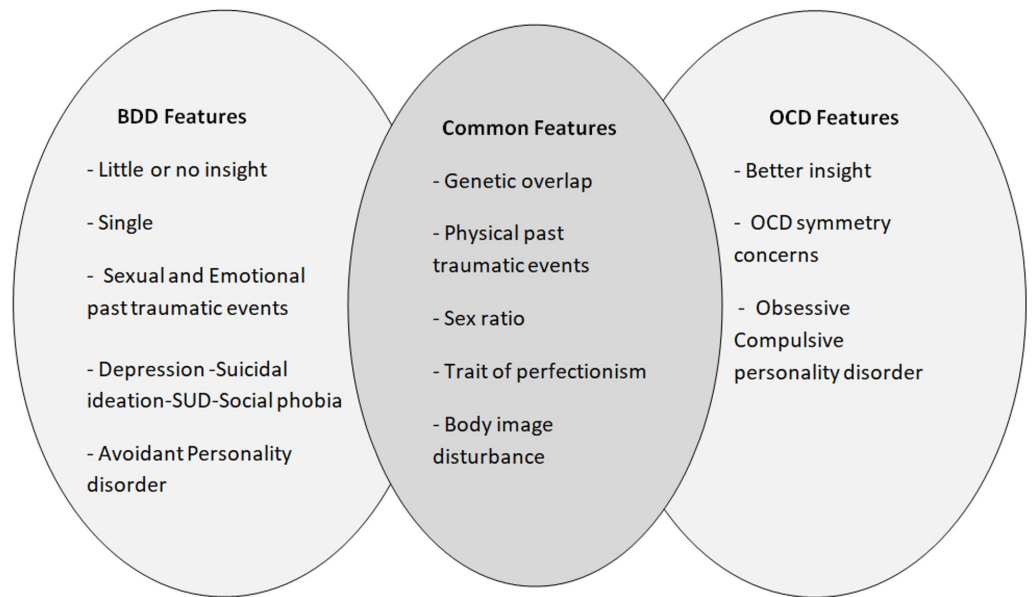 BDD Features
- Little or no insight
- Single
- Sexual and Emotional
past traumatic events
- Depression -Suicidal
ideation-SUD-Social phobia
- Avoidant Personality
disorder
Common Features
- Genetic overlap
- Physical past
traumatic events
- Sex ratio
- Trait of perfectionism
- Body image
disturbance
OCD Features
- Better insight
- OCD symmetry
concerns
- Obsessive
Compulsive
personality disorder